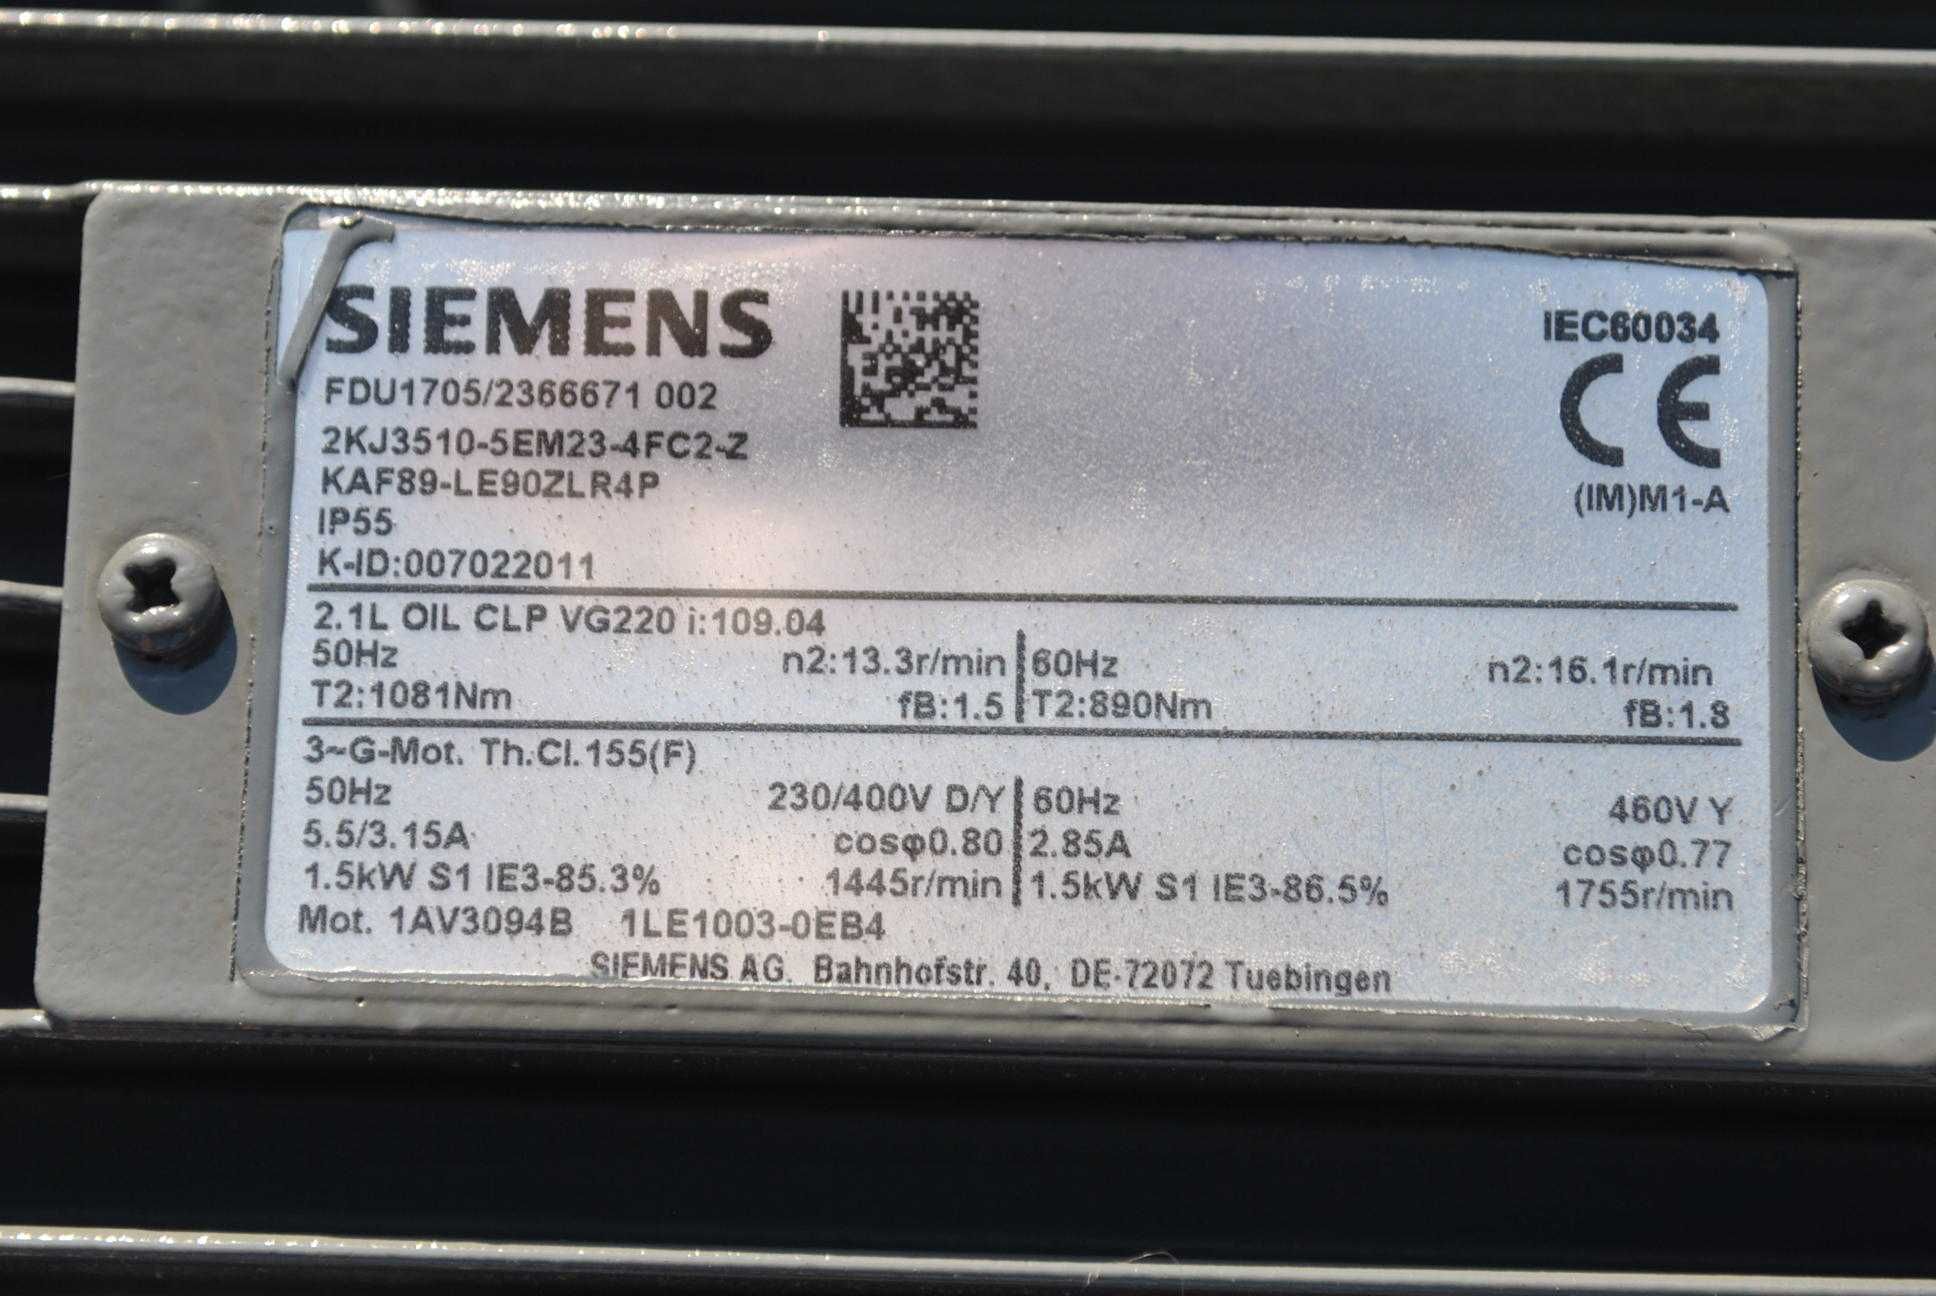 SIEMENS
IEC60034
CE
FDU1705/2366671 002
2KJ3510-5EM23-4FC2-Z
KAF89-LE90ZLR4P
(IM)M1-A
IP55
K-ID:007022011
2.1L OIL CLP VG220 i:109.04
50Hz n2:13.3r/min 60Hz n2:16.1r/min
T2:1081Nm fB:1.5 T2:890Nm fB:1.8
3~G-Mot. Th.Cl.155(F)
50Hz 230/400V D/Y 60Hz 460V Y
5.5/3.15A cosφ0.80 2.85A cosφ0.77
1.5kW S1 IE3-85.3% 1445r/min 1.5kW S1 IE3-86.5% 1755r/min
Mot. 1AV3094B 1LE1003-0EB4
SIEMENS AG. Bahnhofstr. 40, DE-72072 Tuebingen